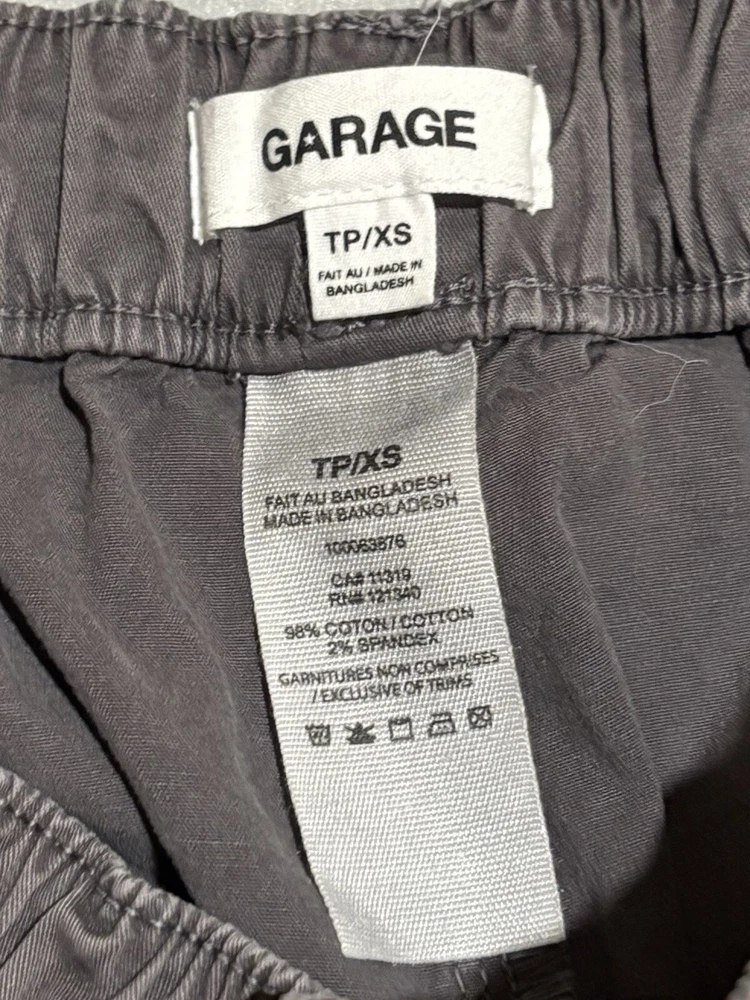 GARAGE
TP/XS
FAIT AU / MADE IN
BANGLADESH
TP/XS
FAIT AU BANGLADESH
MADE IN BANGLADESH
100063876
CA# 11319
RN# 121340
98% COTON / COTTON
2% SPANDEX
GARNITURES NON COMPRISES
/ EXCLUSIVE OF TRIMS